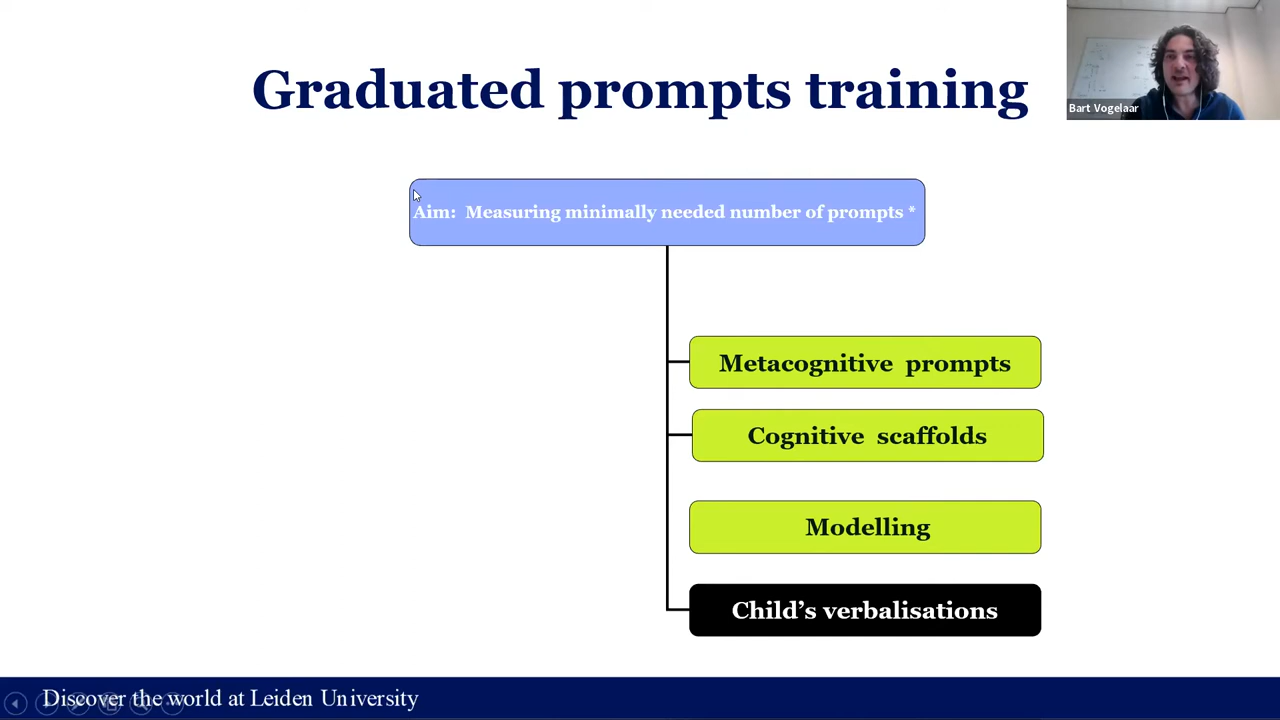 Graduated prompts training
Bart Vogelaar
Aim:  Measuring minimally needed number of prompts *
Metacognitive  prompts
Cognitive  scaffolds
Modelling
Child’s verbalisations
Discover the world at Leiden University